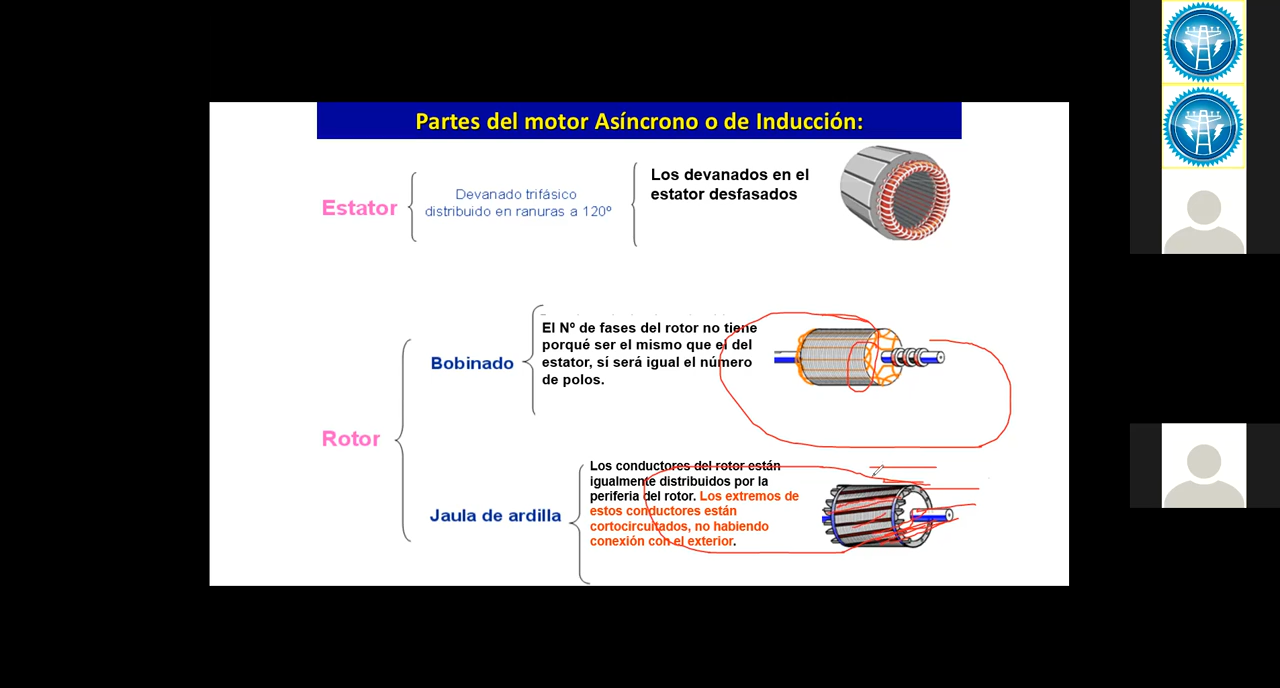 Partes del motor Asíncrono o de Inducción:
Los devanados en el
estator desfasados
Devanado trifásico
distribuido en ranuras a 120º
Estator
El Nº de fases del rotor no tiene
porqué ser el mismo que el del
estator, sí será igual el número
de polos.
Bobinado
Rotor
Los conductores del rotor están
igualmente distribuidos por la
periferia del rotor. Los extremos de
estos conductores están
cortocircuitados, no habiendo
conexión con el exterior.
Jaula de ardilla